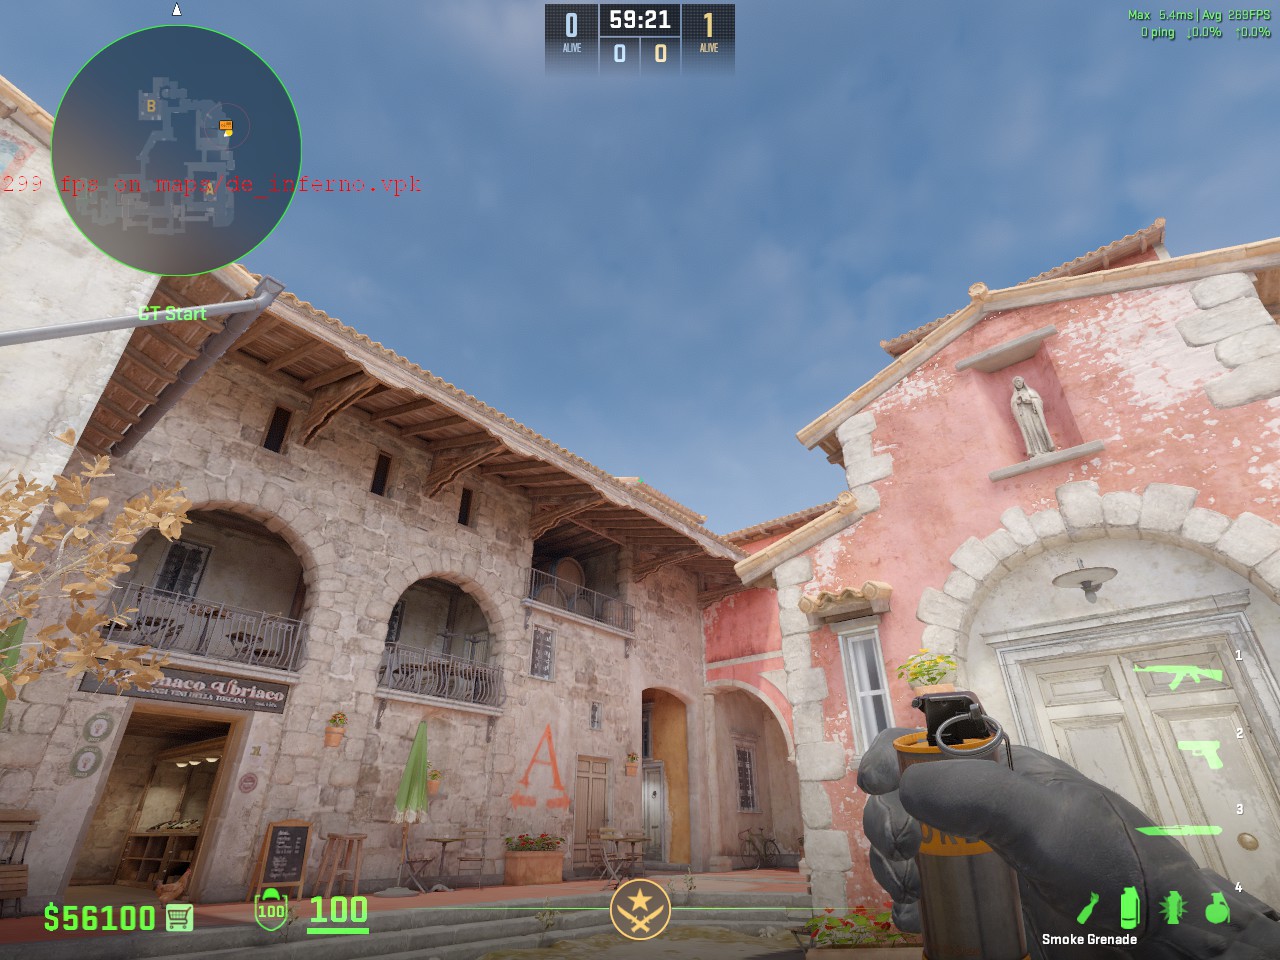 0
ALIVE
59:21
0
0
1
ALIVE
Max 5.4ms | Avg 269FPS
0 ping ↓0.0% ↑0.0%
B
A
299 fps on maps/de_inferno.vpk
CT Start
naco Ubriaco
A
1
2
3
4
$56100
100
100
Smoke Grenade